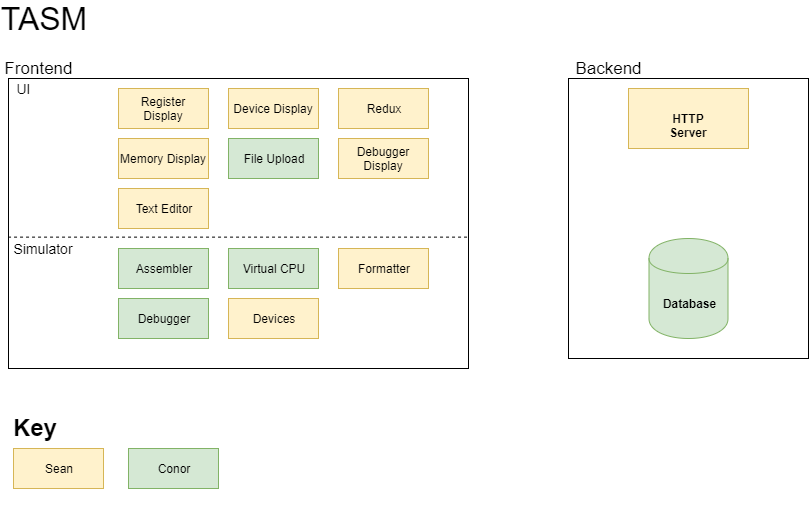 TASM
Frontend
UI
Register
Display
Device Display
Redux
Memory Display
File Upload
Debugger
Display
Text Editor
Simulator
Assembler
Virtual CPU
Formatter
Debugger
Devices
Backend
HTTP
Server
Database
Key
Sean
Conor